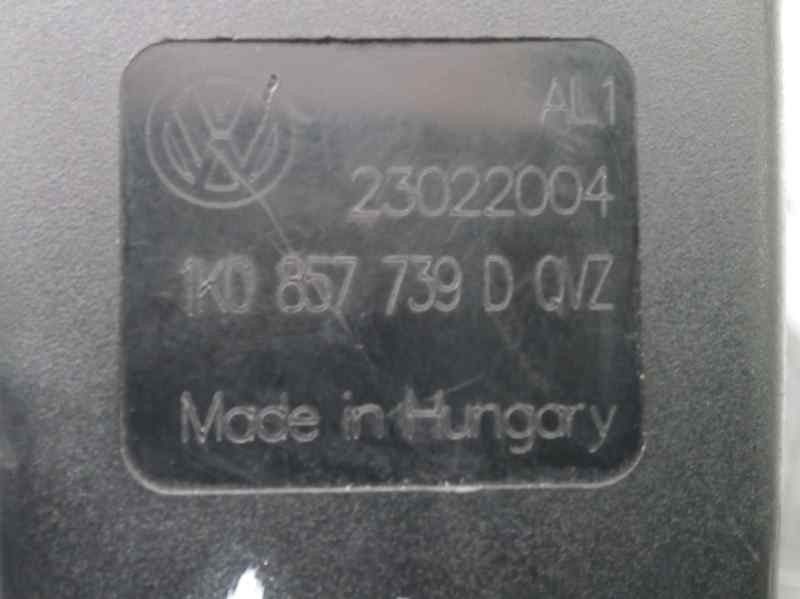 AL1
23022004
1K0 857 739 D QVZ
Made in Hungary